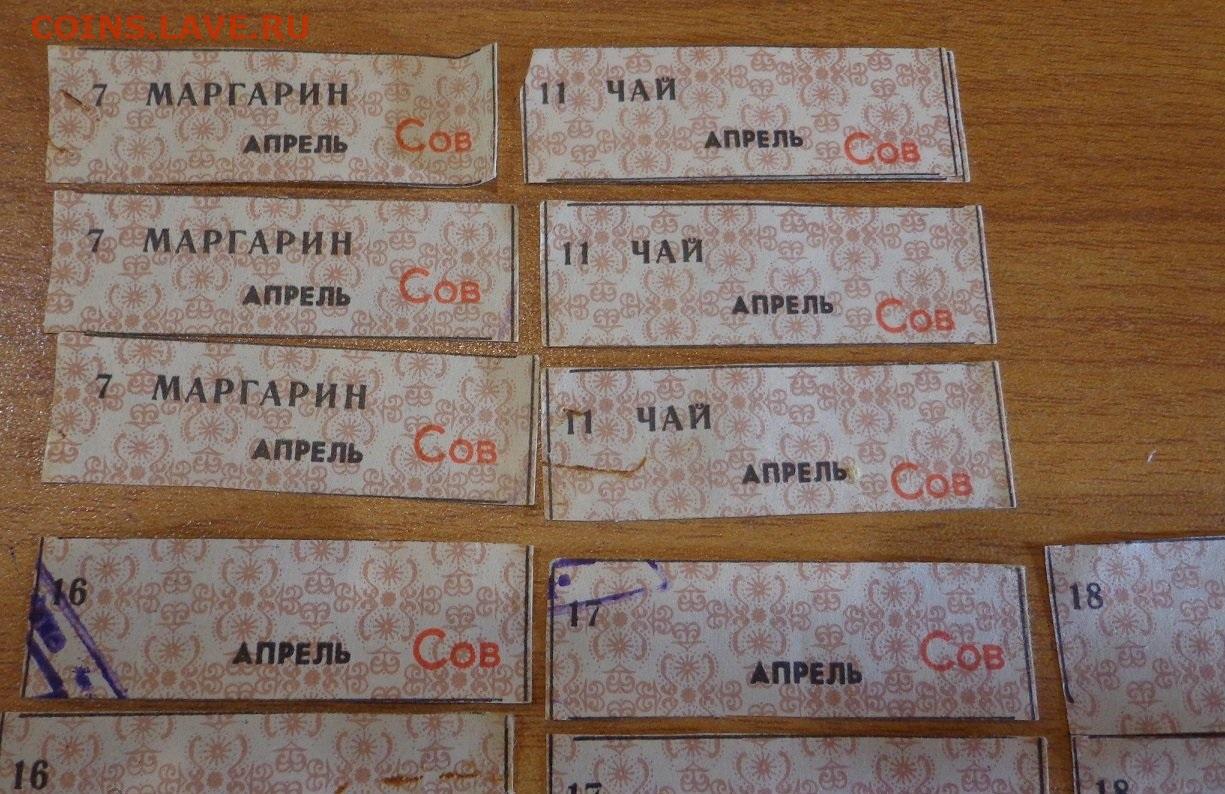 COINS.LAVE.RU
7 МАРГАРИН
АПРЕЛЬ Сов
11 ЧАЙ
АПРЕЛЬ Сов
7 МАРГАРИН
АПРЕЛЬ Сов
11 ЧАЙ
АПРЕЛЬ Сов
7 МАРГАРИН
АПРЕЛЬ Сов
11 ЧАЙ
АПРЕЛЬ Сов
16
АПРЕЛЬ Сов
17
АПРЕЛЬ Сов
18
16
17
18